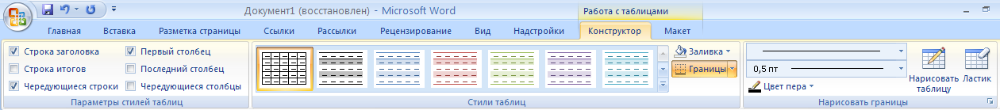 Документ1 (восстановлен) - Microsoft Word
Работа с таблицами
Главная Вставка Разметка страницы Ссылки Рассылки Рецензирование Вид Надстройки Конструктор Макет
Строка заголовка
Первый столбец
Строка итогов
Последний столбец
Чередующиеся строки
Чередующиеся столбцы
Параметры стилей таблиц
Заливка
Границы
Стили таблиц
0,5 пт
Цвет пера
Нарисовать
таблицу
Ластик
Нарисовать границы